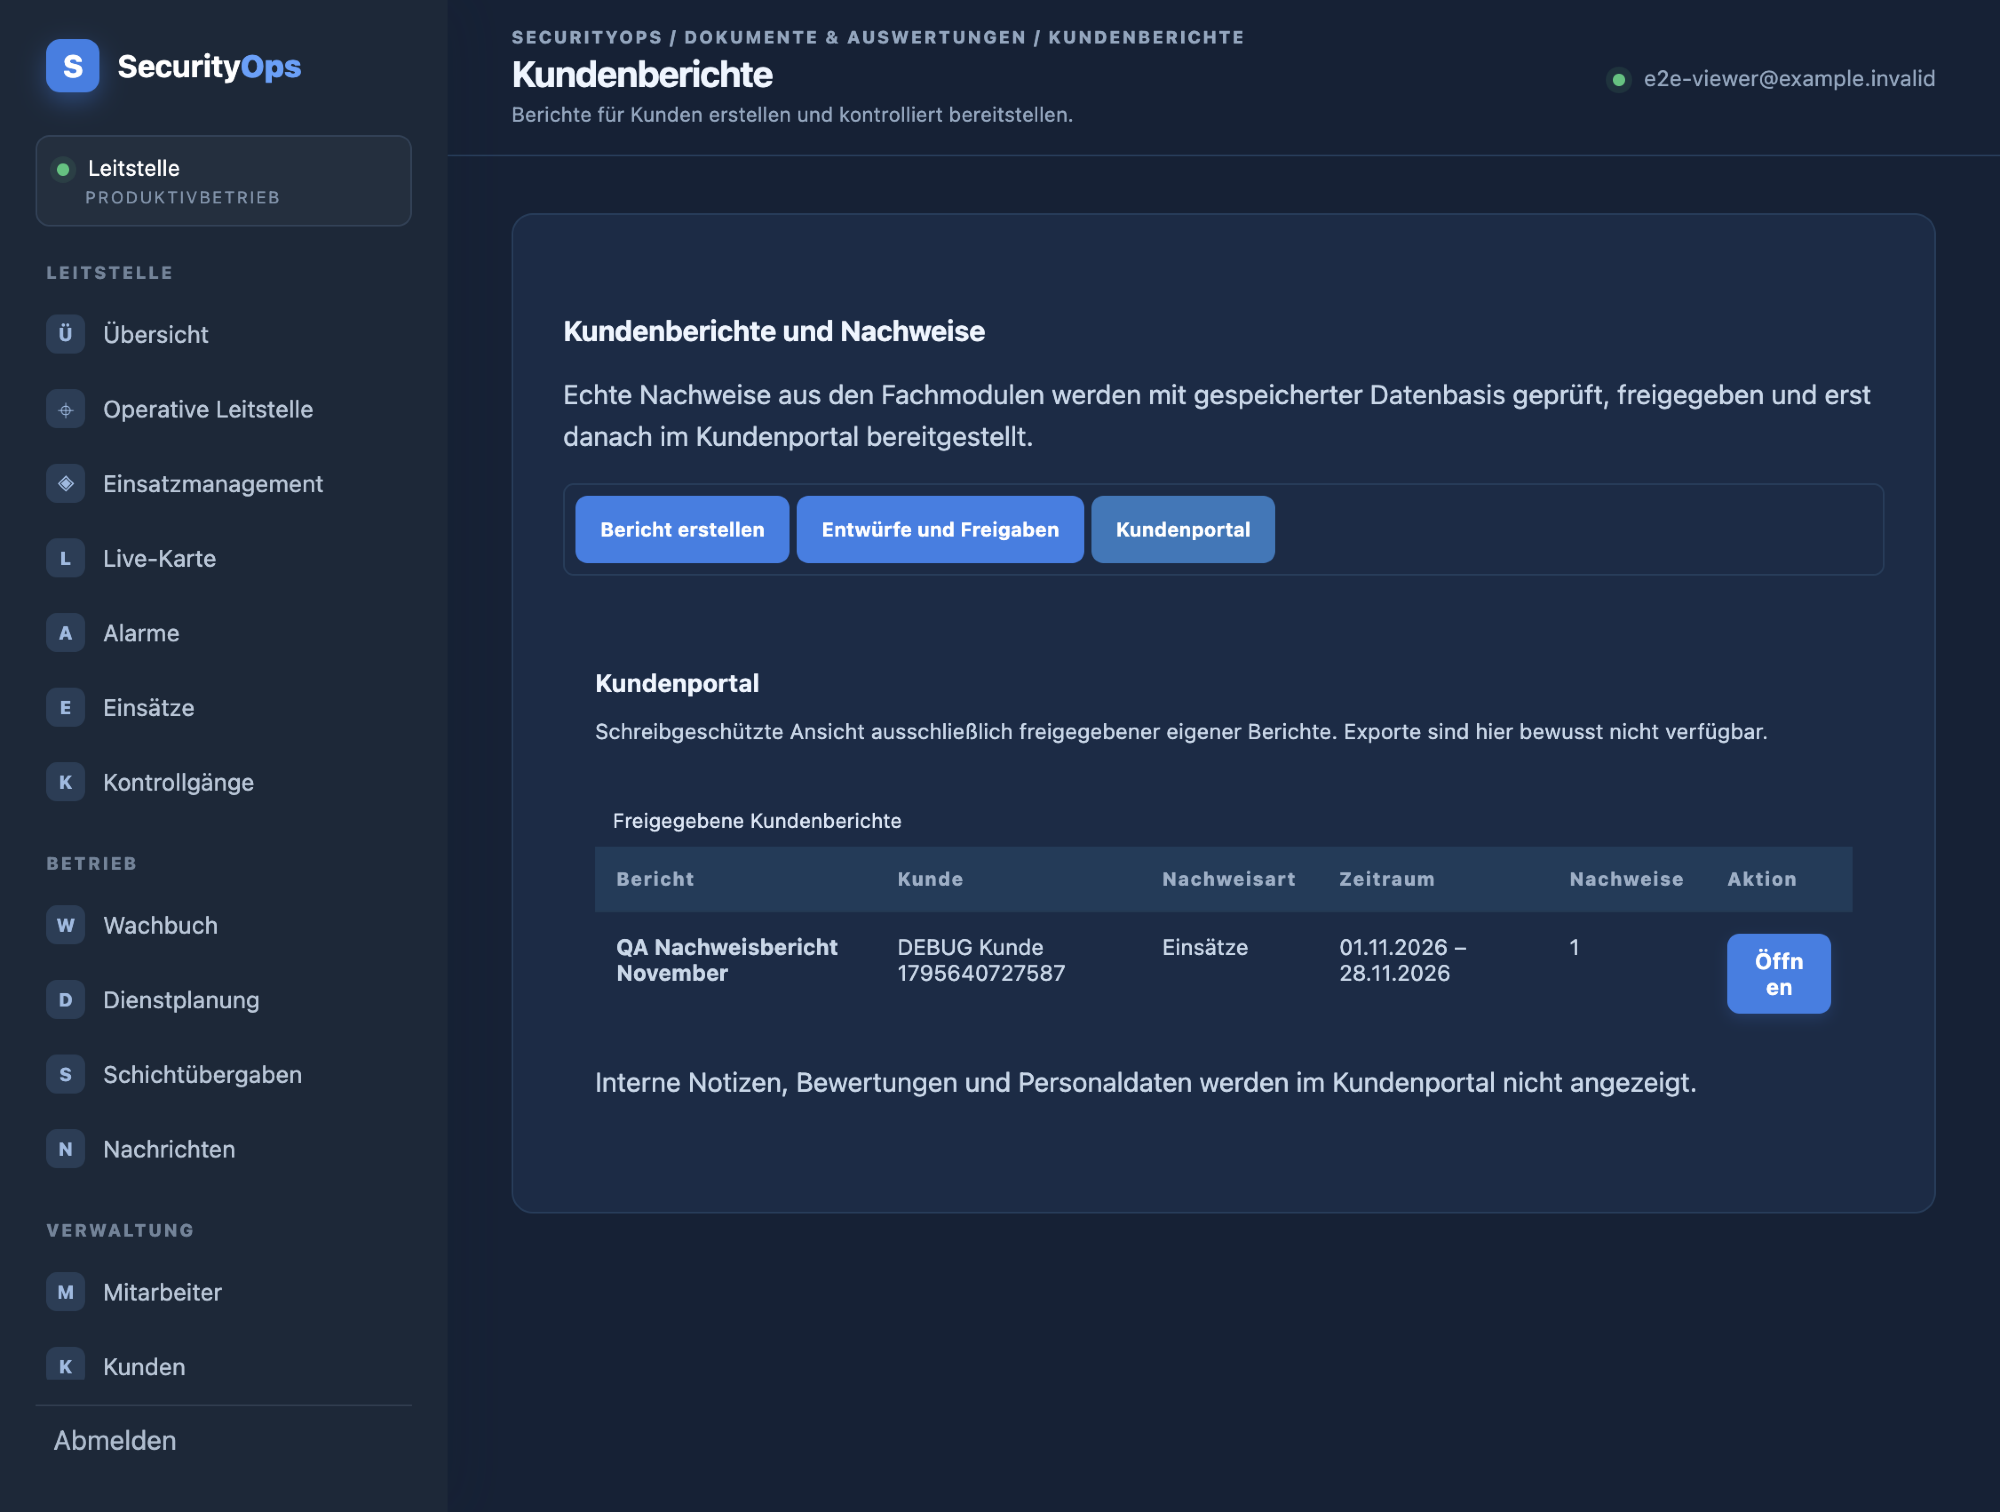 S SecurityOps
Leitstelle
PRODUKTIVBETRIEB
LEITSTELLE
Ü Übersicht
Operative Leitstelle
Einsatzmanagement
L Live-Karte
A Alarme
E Einsätze
K Kontrollgänge
BETRIEB
W Wachbuch
D Dienstplanung
S Schichtübergaben
N Nachrichten
VERWALTUNG
M Mitarbeiter
K Kunden
Abmelden
SECURITYOPS / DOKUMENTE & AUSWERTUNGEN / KUNDENBERICHTE
Kundenberichte
Berichte für Kunden erstellen und kontrolliert bereitstellen.
e2e-viewer@example.invalid
Kundenberichte und Nachweise
Echte Nachweise aus den Fachmodulen werden mit gespeicherter Datenbasis geprüft, freigegeben und erst
danach im Kundenportal bereitgestellt.
Bericht erstellen Entwürfe und Freigaben Kundenportal
Kundenportal
Schreibgeschützte Ansicht ausschließlich freigegebener eigener Berichte. Exporte sind hier bewusst nicht verfügbar.
Freigegebene Kundenberichte
Bericht Kunde Nachweisart Zeitraum Nachweise Aktion
QA Nachweisbericht DEBUG Kunde Einsätze 01.11.2026 – 1 Öffn
November 1795640727587 28.11.2026 en
Interne Notizen, Bewertungen und Personaldaten werden im Kundenportal nicht angezeigt.